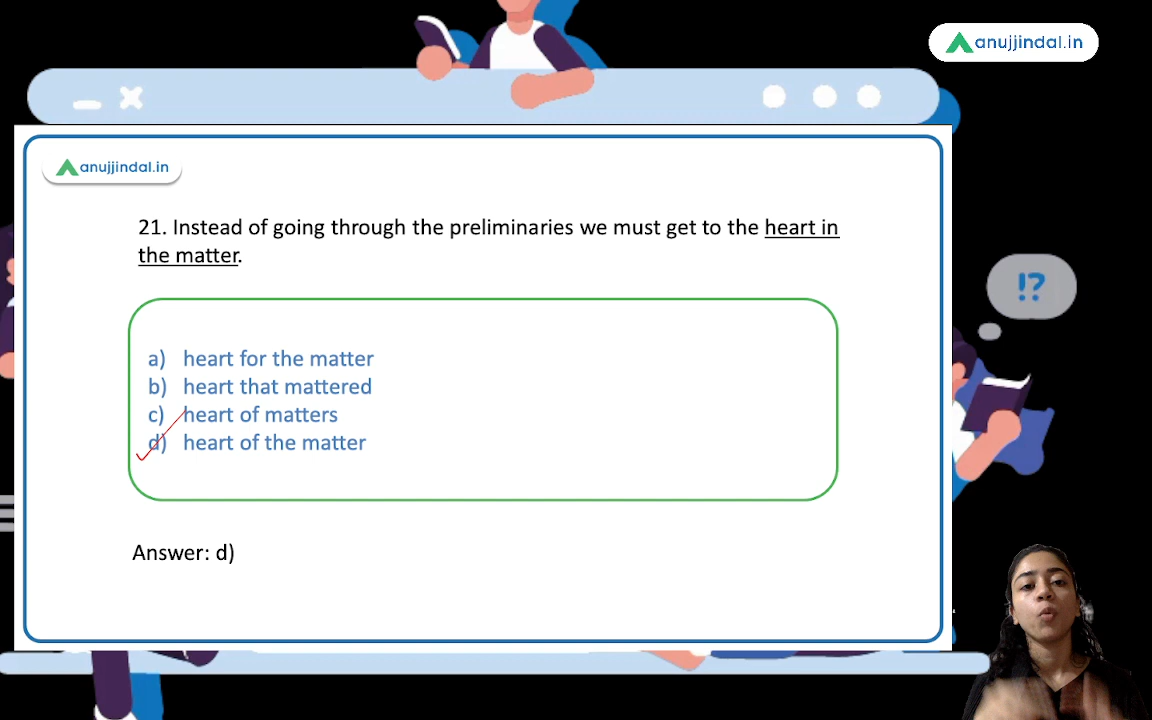 anujjindal.in
anujjindal.in
21. Instead of going through the preliminaries we must get to the heart in
the matter.
!?
a) heart for the matter
b) heart that mattered
c) heart of matters
d) heart of the matter
Answer: d)